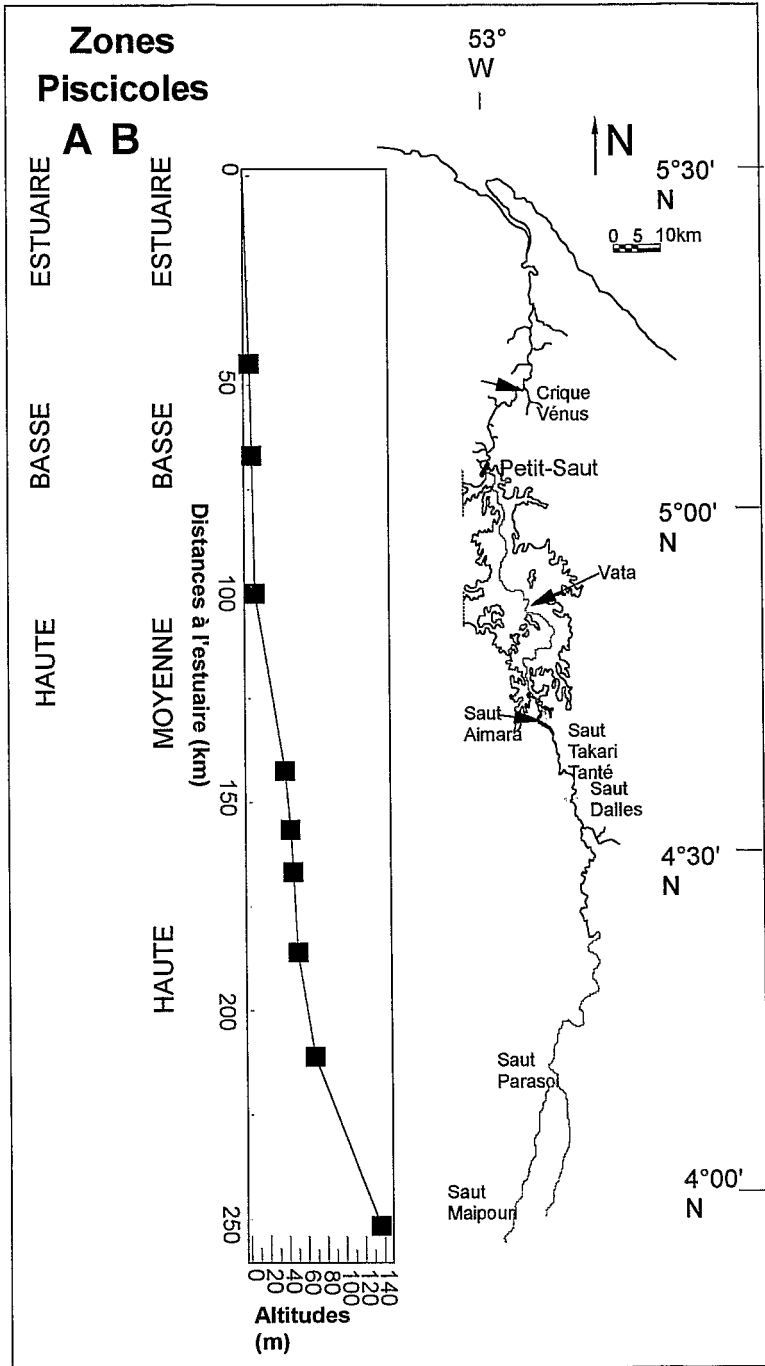 Zones
Piscicoles
A B
ESTUAIRE
BASSE
HAUTE
ESTUAIRE
BASSE
MOYENNE
HAUTE
0
50
100
150
200
250
Distances à l'estuaire (km)
0 20 40 60 80 100 120 140
Altitudes
(m)
53°
W
N
0 5 10km
5°30'
N
Crique
Vénus
Petit-Saut
5°00'
N
Vata
Saut
Aimara
Saut
Takari
Tanté
Saut
Dalles
4°30'
N
Saut
Parasol
4°00'
N
Saut
Maipouri